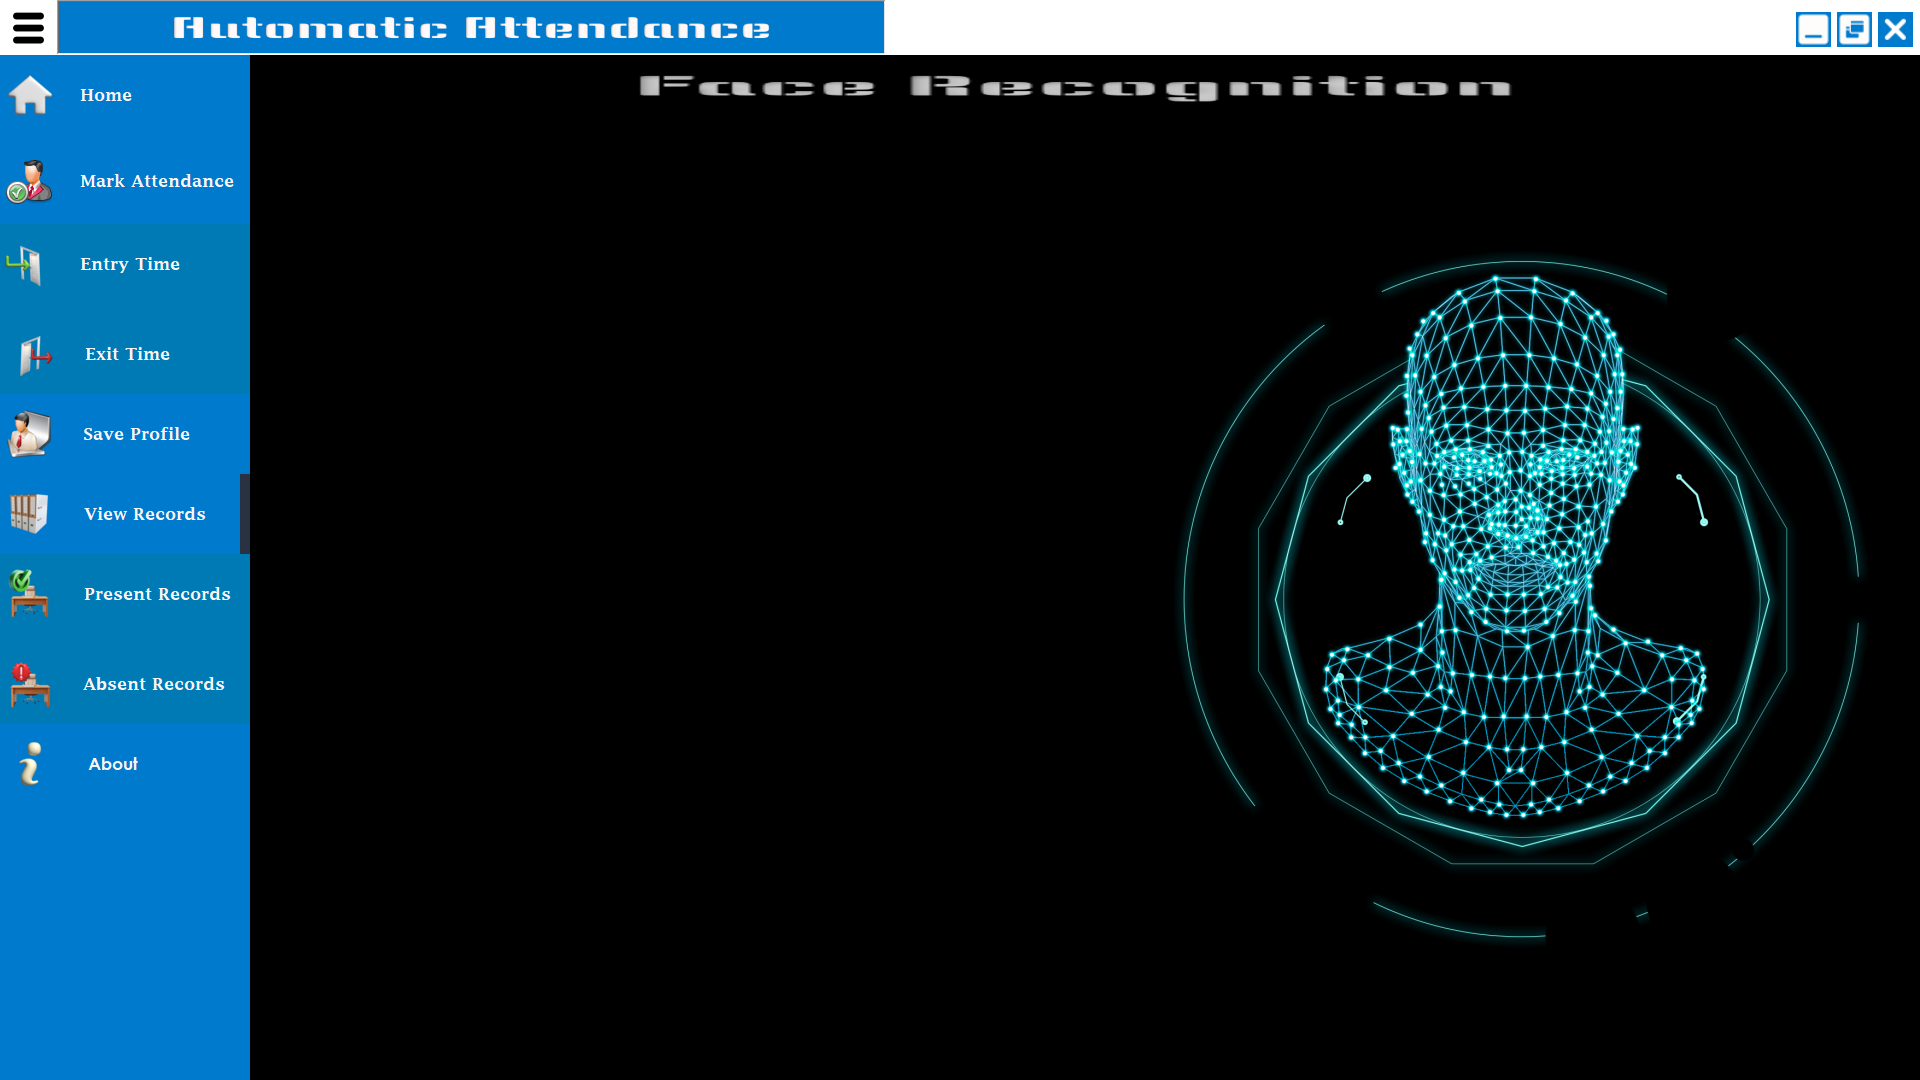 Automatic Attendance
Face Recognition
Home
Mark Attendance
Entry Time
Exit Time
Save Profile
View Records
Present Records
Absent Records
About